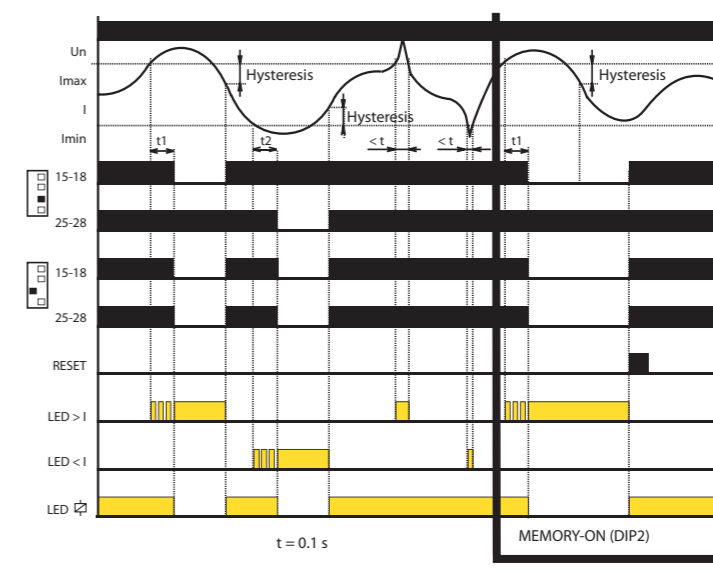 Un
Imax
I
Imin
Hysteresis
Hysteresis
Hysteresis
t1
t2
< t
< t
t1
15-18
25-28
15-18
25-28
RESET
LED > I
LED < I
LED
t = 0.1 s
MEMORY-ON (DIP2)